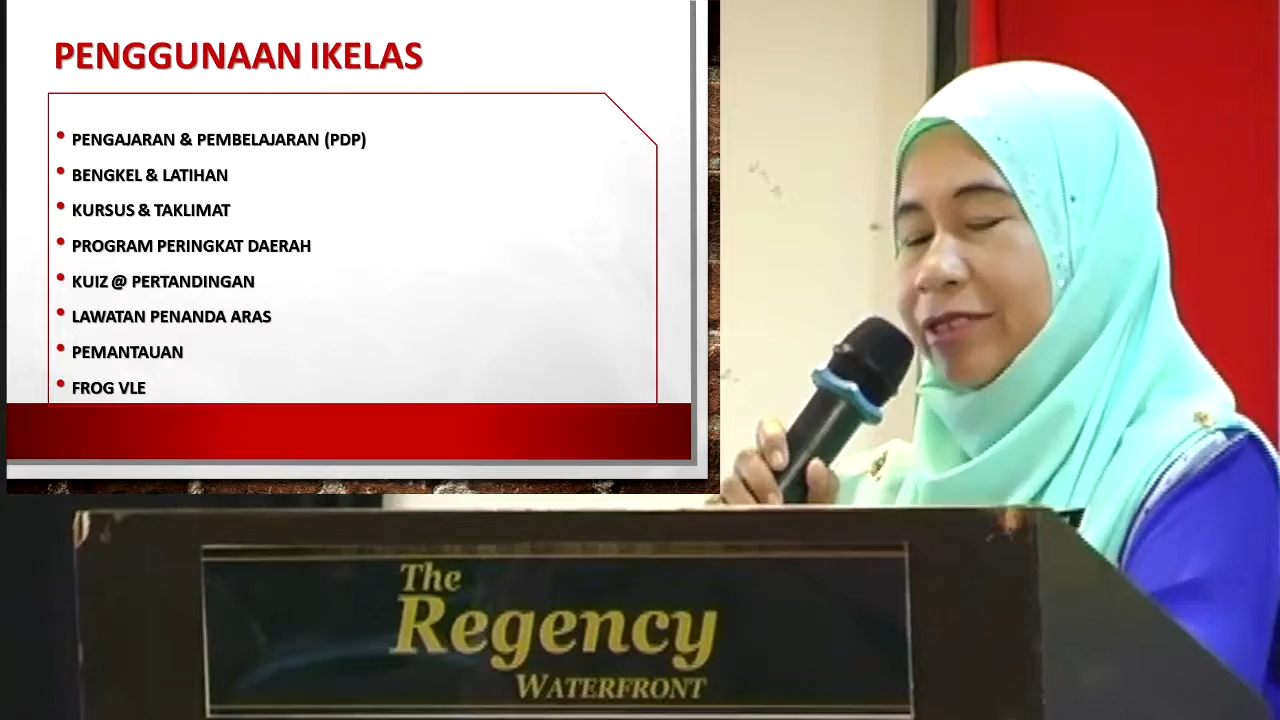 PENGGUNAAN IKELAS
• PENGAJARAN & PEMBELAJARAN (PDP)
• BENGKEL & LATIHAN
• KURSUS & TAKLIMAT
• PROGRAM PERINGKAT DAERAH
• KUIZ @ PERTANDINGAN
• LAWATAN PENANDA ARAS
• PEMANTAUAN
• FROG VLE
The
Regency
WATERFRONT